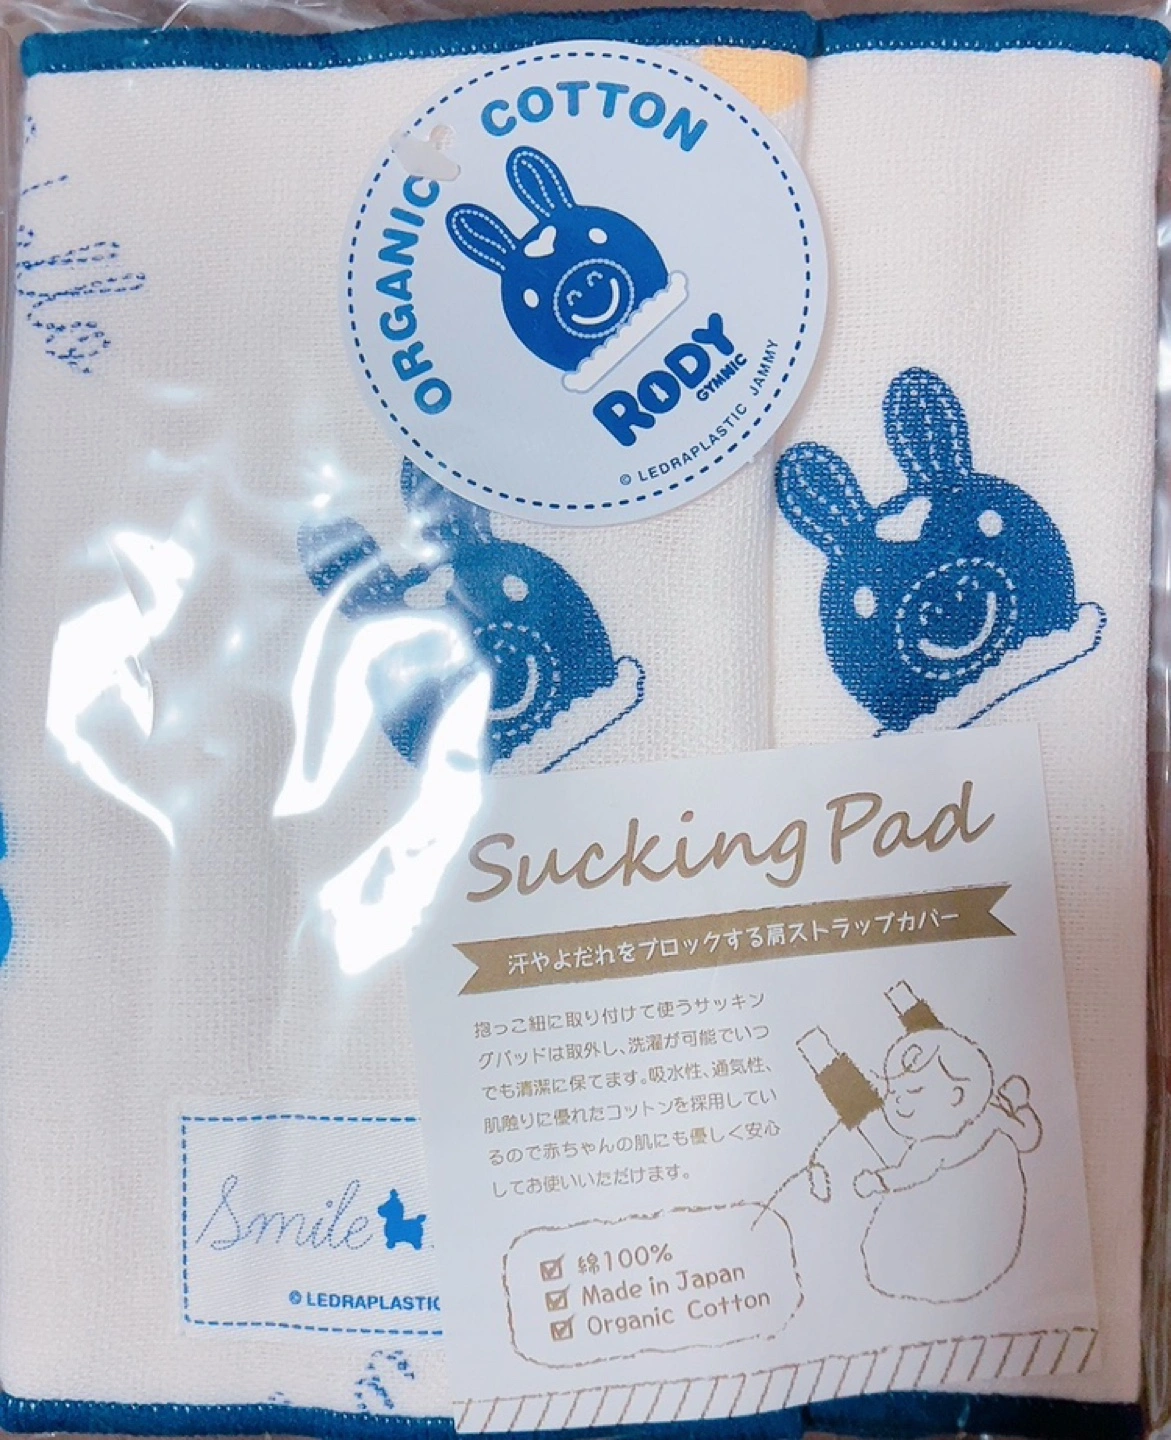 ORGANIC COTTON
RODY
GYMNIC
© LEDRAPLASTIC JAMMY
Sucking Pad
汗やよだれをブロックする肩ストラップカバー
抱っこ紐に取り付けて使うサッキン
グパッドは取外し、洗濯が可能でいつ
でも清潔に保てます。吸水性、通気性、
肌触りに優れたコットンを採用してい
るので赤ちゃんの肌にも優しく安心
してお使いいただけます。
綿100%
Made in Japan
Organic Cotton
Smile
© LEDRAPLASTIC